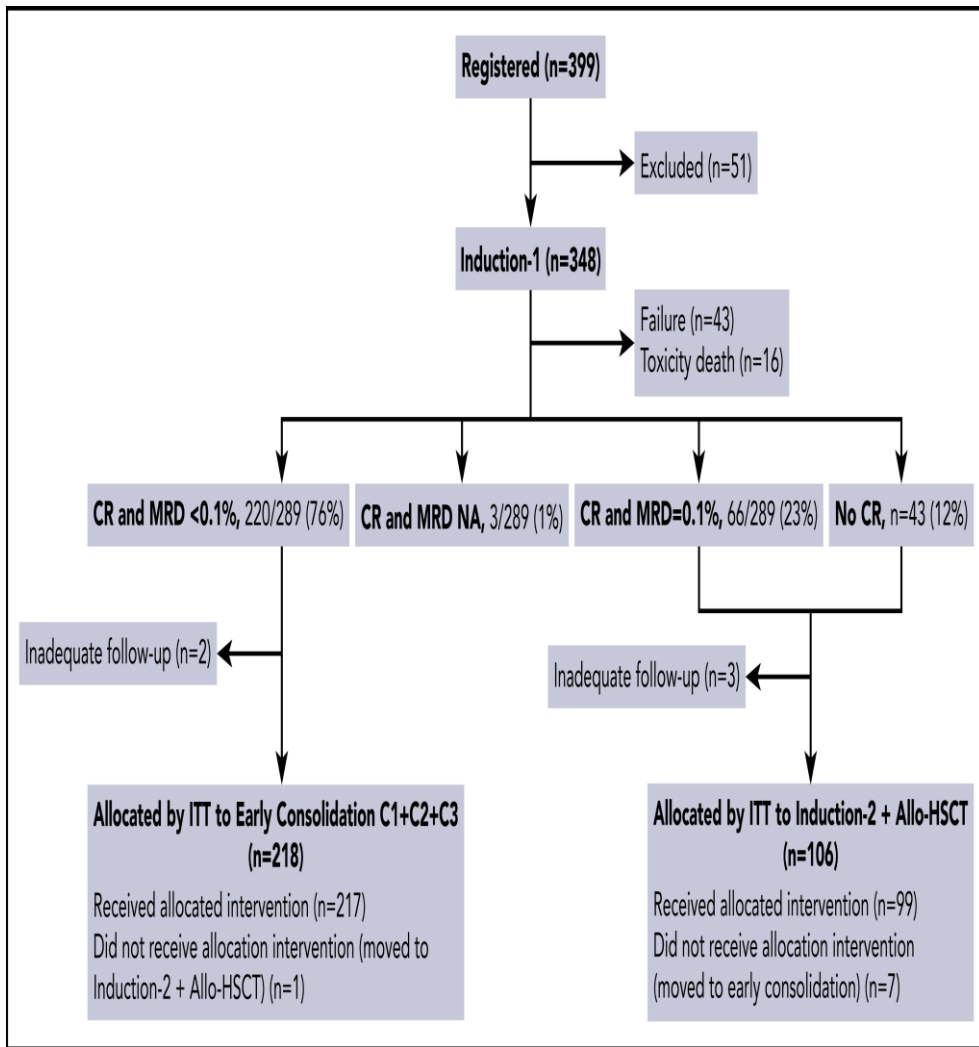 Registered (n=399)
Excluded (n=51)
Induction-1 (n=348)
Failure (n=43)
Toxicity death (n=16)
CR and MRD <0.1%, 220/289 (76%)
CR and MRD NA, 3/289 (1%)
CR and MRD=0.1%, 66/289 (23%)
No CR, n=43 (12%)
Inadequate follow-up (n=2)
Inadequate follow-up (n=3)
Allocated by ITT to Early Consolidation C1+C2+C3
(n=218)
Received allocated intervention (n=217)
Did not receive allocation intervention (moved to
Induction-2 + Allo-HSCT) (n=1)
Allocated by ITT to Induction-2 + Allo-HSCT
(n=106)
Received allocated intervention (n=99)
Did not receive allocation intervention
(moved to early consolidation) (n=7)